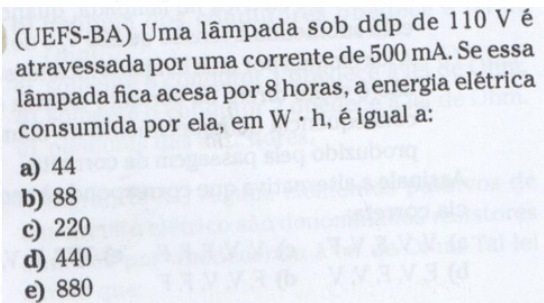 (UEFS-BA) Uma lâmpada sob ddp de 110 V é
atravessada por uma corrente de 500 mA. Se essa
lâmpada fica acesa por 8 horas, a energia elétrica
consumida por ela, em W · h, é igual a:
a) 44
b) 88
c) 220
d) 440
e) 880